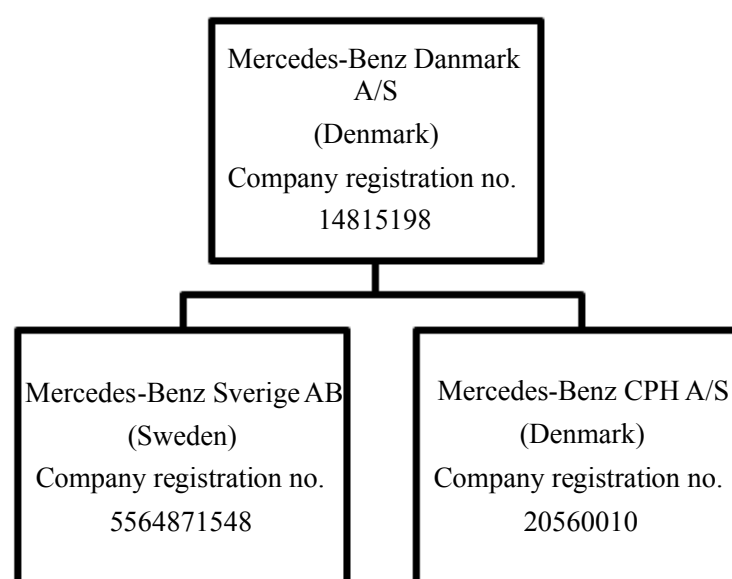 Mercedes-Benz Danmark
A/S
(Denmark)
Company registration no.
14815198
Mercedes-Benz Sverige AB
(Sweden)
Company registration no.
5564871548
Mercedes-Benz CPH A/S
(Denmark)
Company registration no.
20560010